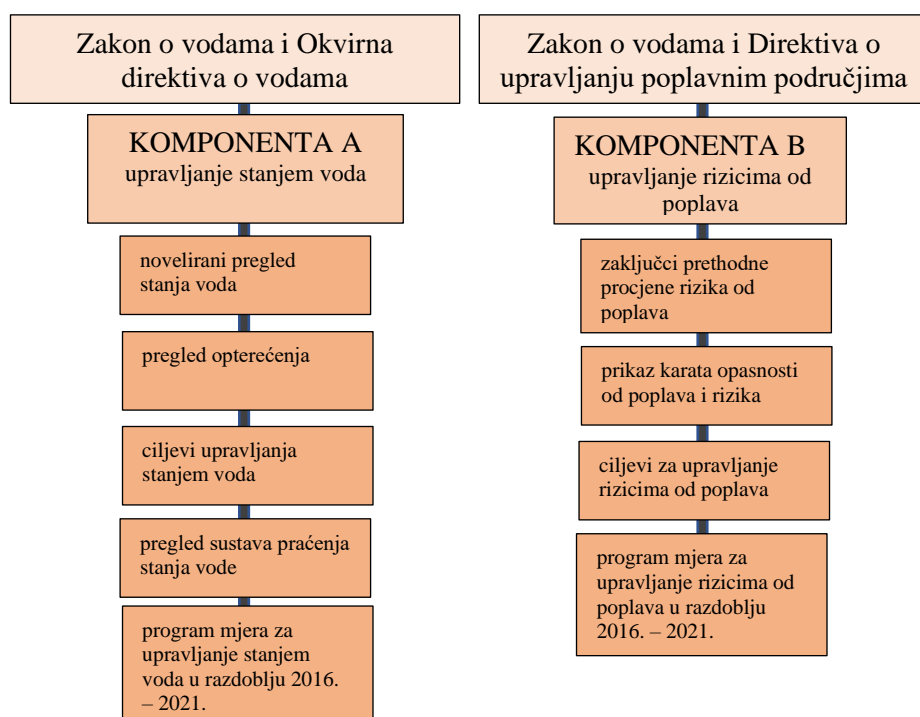 Zakon o vodama i Okvirna
direktiva o vodama
KOMPONENTA A
upravljanje stanjem voda
novelirani pregled
stanja voda
pregled opterećenja
ciljevi upravljanja
stanjem voda
pregled sustava praćenja
stanja vode
program mjera za
upravljanje stanjem
voda u razdoblju 2016.
– 2021.
Zakon o vodama i Direktiva o
upravljanju poplavnim područjima
KOMPONENTA B
upravljanje rizicima od
poplava
zaključci prethodne
procjene rizika od
poplava
prikaz karata opasnosti
od poplava i rizika
ciljevi za upravljanje
rizicima od poplava
program mjera za
upravljanje rizicima od
poplava u razdoblju
2016. – 2021.